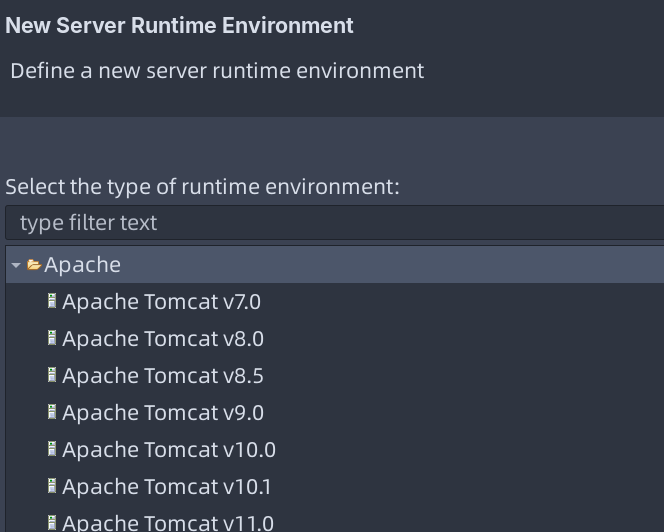 New Server Runtime Environment
Define a new server runtime environment
Select the type of runtime environment:
type filter text
Apache
Apache Tomcat v7.0
Apache Tomcat v8.0
Apache Tomcat v8.5
Apache Tomcat v9.0
Apache Tomcat v10.0
Apache Tomcat v10.1
Apache Tomcat v11.0